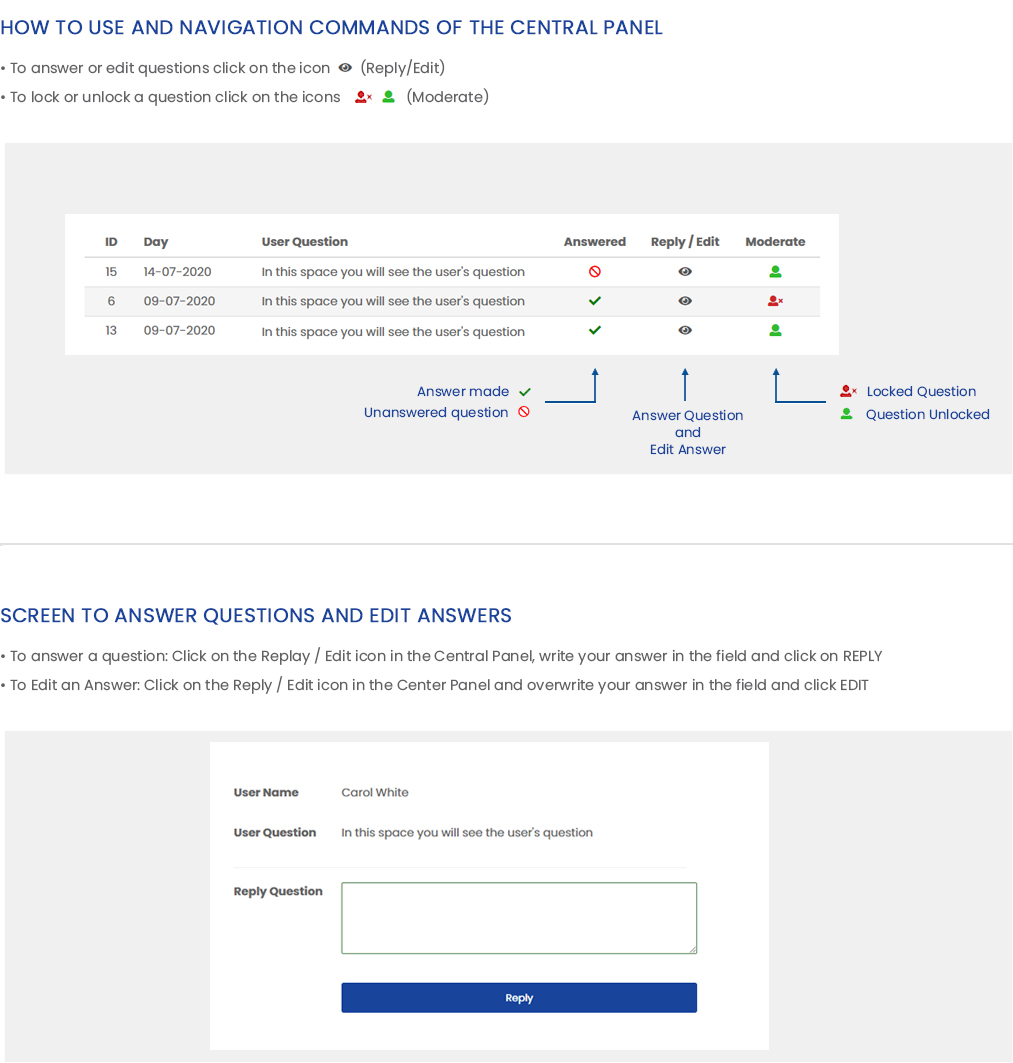 HOW TO USE AND NAVIGATION COMMANDS OF THE CENTRAL PANEL
• To answer or edit questions click on the icon (Reply/Edit)
• To lock or unlock a question click on the icons (Moderate)
ID Day User Question Answered Reply / Edit Moderate
15 14-07-2020 In this space you will see the user's question
6 09-07-2020 In this space you will see the user's question
13 09-07-2020 In this space you will see the user's question
Answer made
Unanswered question
Answer Question
and
Edit Answer
Locked Question
Question Unlocked
SCREEN TO ANSWER QUESTIONS AND EDIT ANSWERS
• To answer a question: Click on the Replay / Edit icon in the Central Panel, write your answer in the field and click on REPLY
• To Edit an Answer: Click on the Reply / Edit icon in the Center Panel and overwrite your answer in the field and click EDIT
User Name Carol White
User Question In this space you will see the user's question
Reply Question
Reply